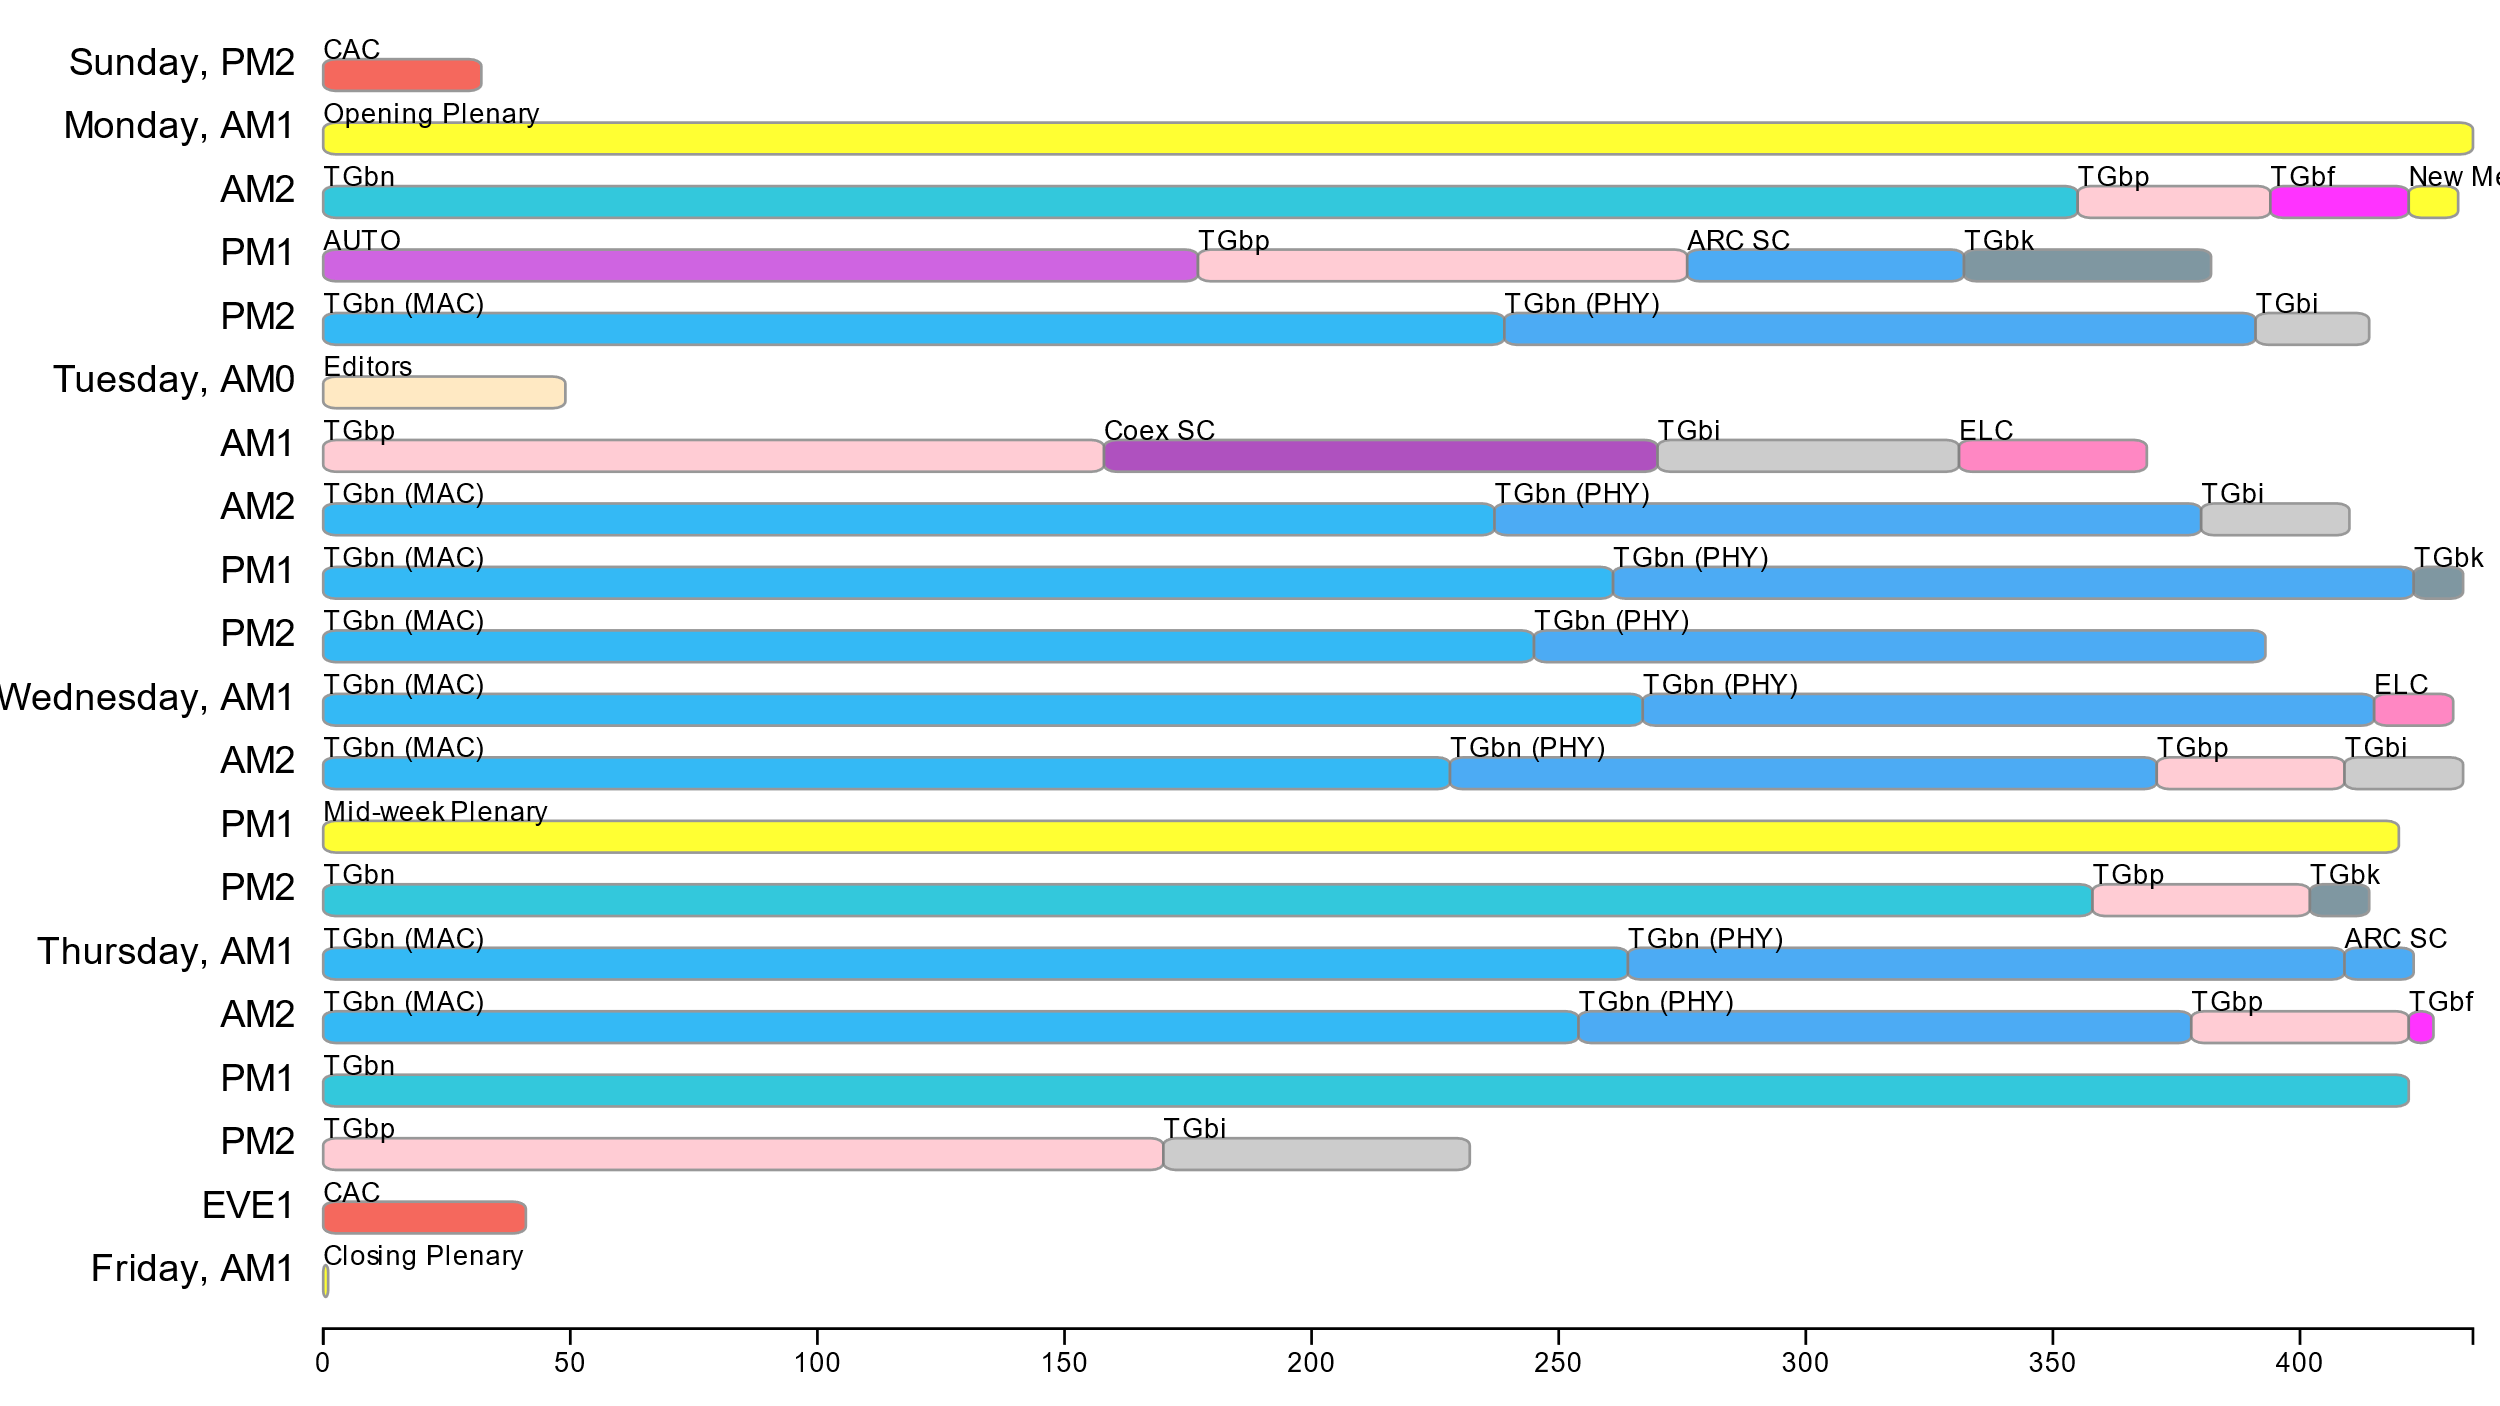 Sunday, PM2 CAC
Monday, AM1 Opening Plenary
AM2 TGbn TGbp TGbf New
PM1 AUTO TGbp ARC SC TGbk
PM2 TGbn (MAC) TGbn (PHY) TGbi
Tuesday, AM0 Editors
AM1 TGbp Coex SC TGbi ELC
AM2 TGbn (MAC) TGbn (PHY) TGbi
PM1 TGbn (MAC) TGbn (PHY) TGbk
PM2 TGbn (MAC) TGbn (PHY)
Wednesday, AM1 TGbn (MAC) TGbn (PHY) ELC
AM2 TGbn (MAC) TGbn (PHY) TGbp TGbi
PM1 Mid-week Plenary
PM2 TGbn TGbp TGbk
Thursday, AM1 TGbn (MAC) TGbn (PHY) ARC SC
AM2 TGbn (MAC) TGbn (PHY) TGbp TGbf
PM1 TGbn
PM2 TGbp TGbi
EVE1 CAC
Friday, AM1 Closing Plenary
0 50 100 150 200 250 300 350 400